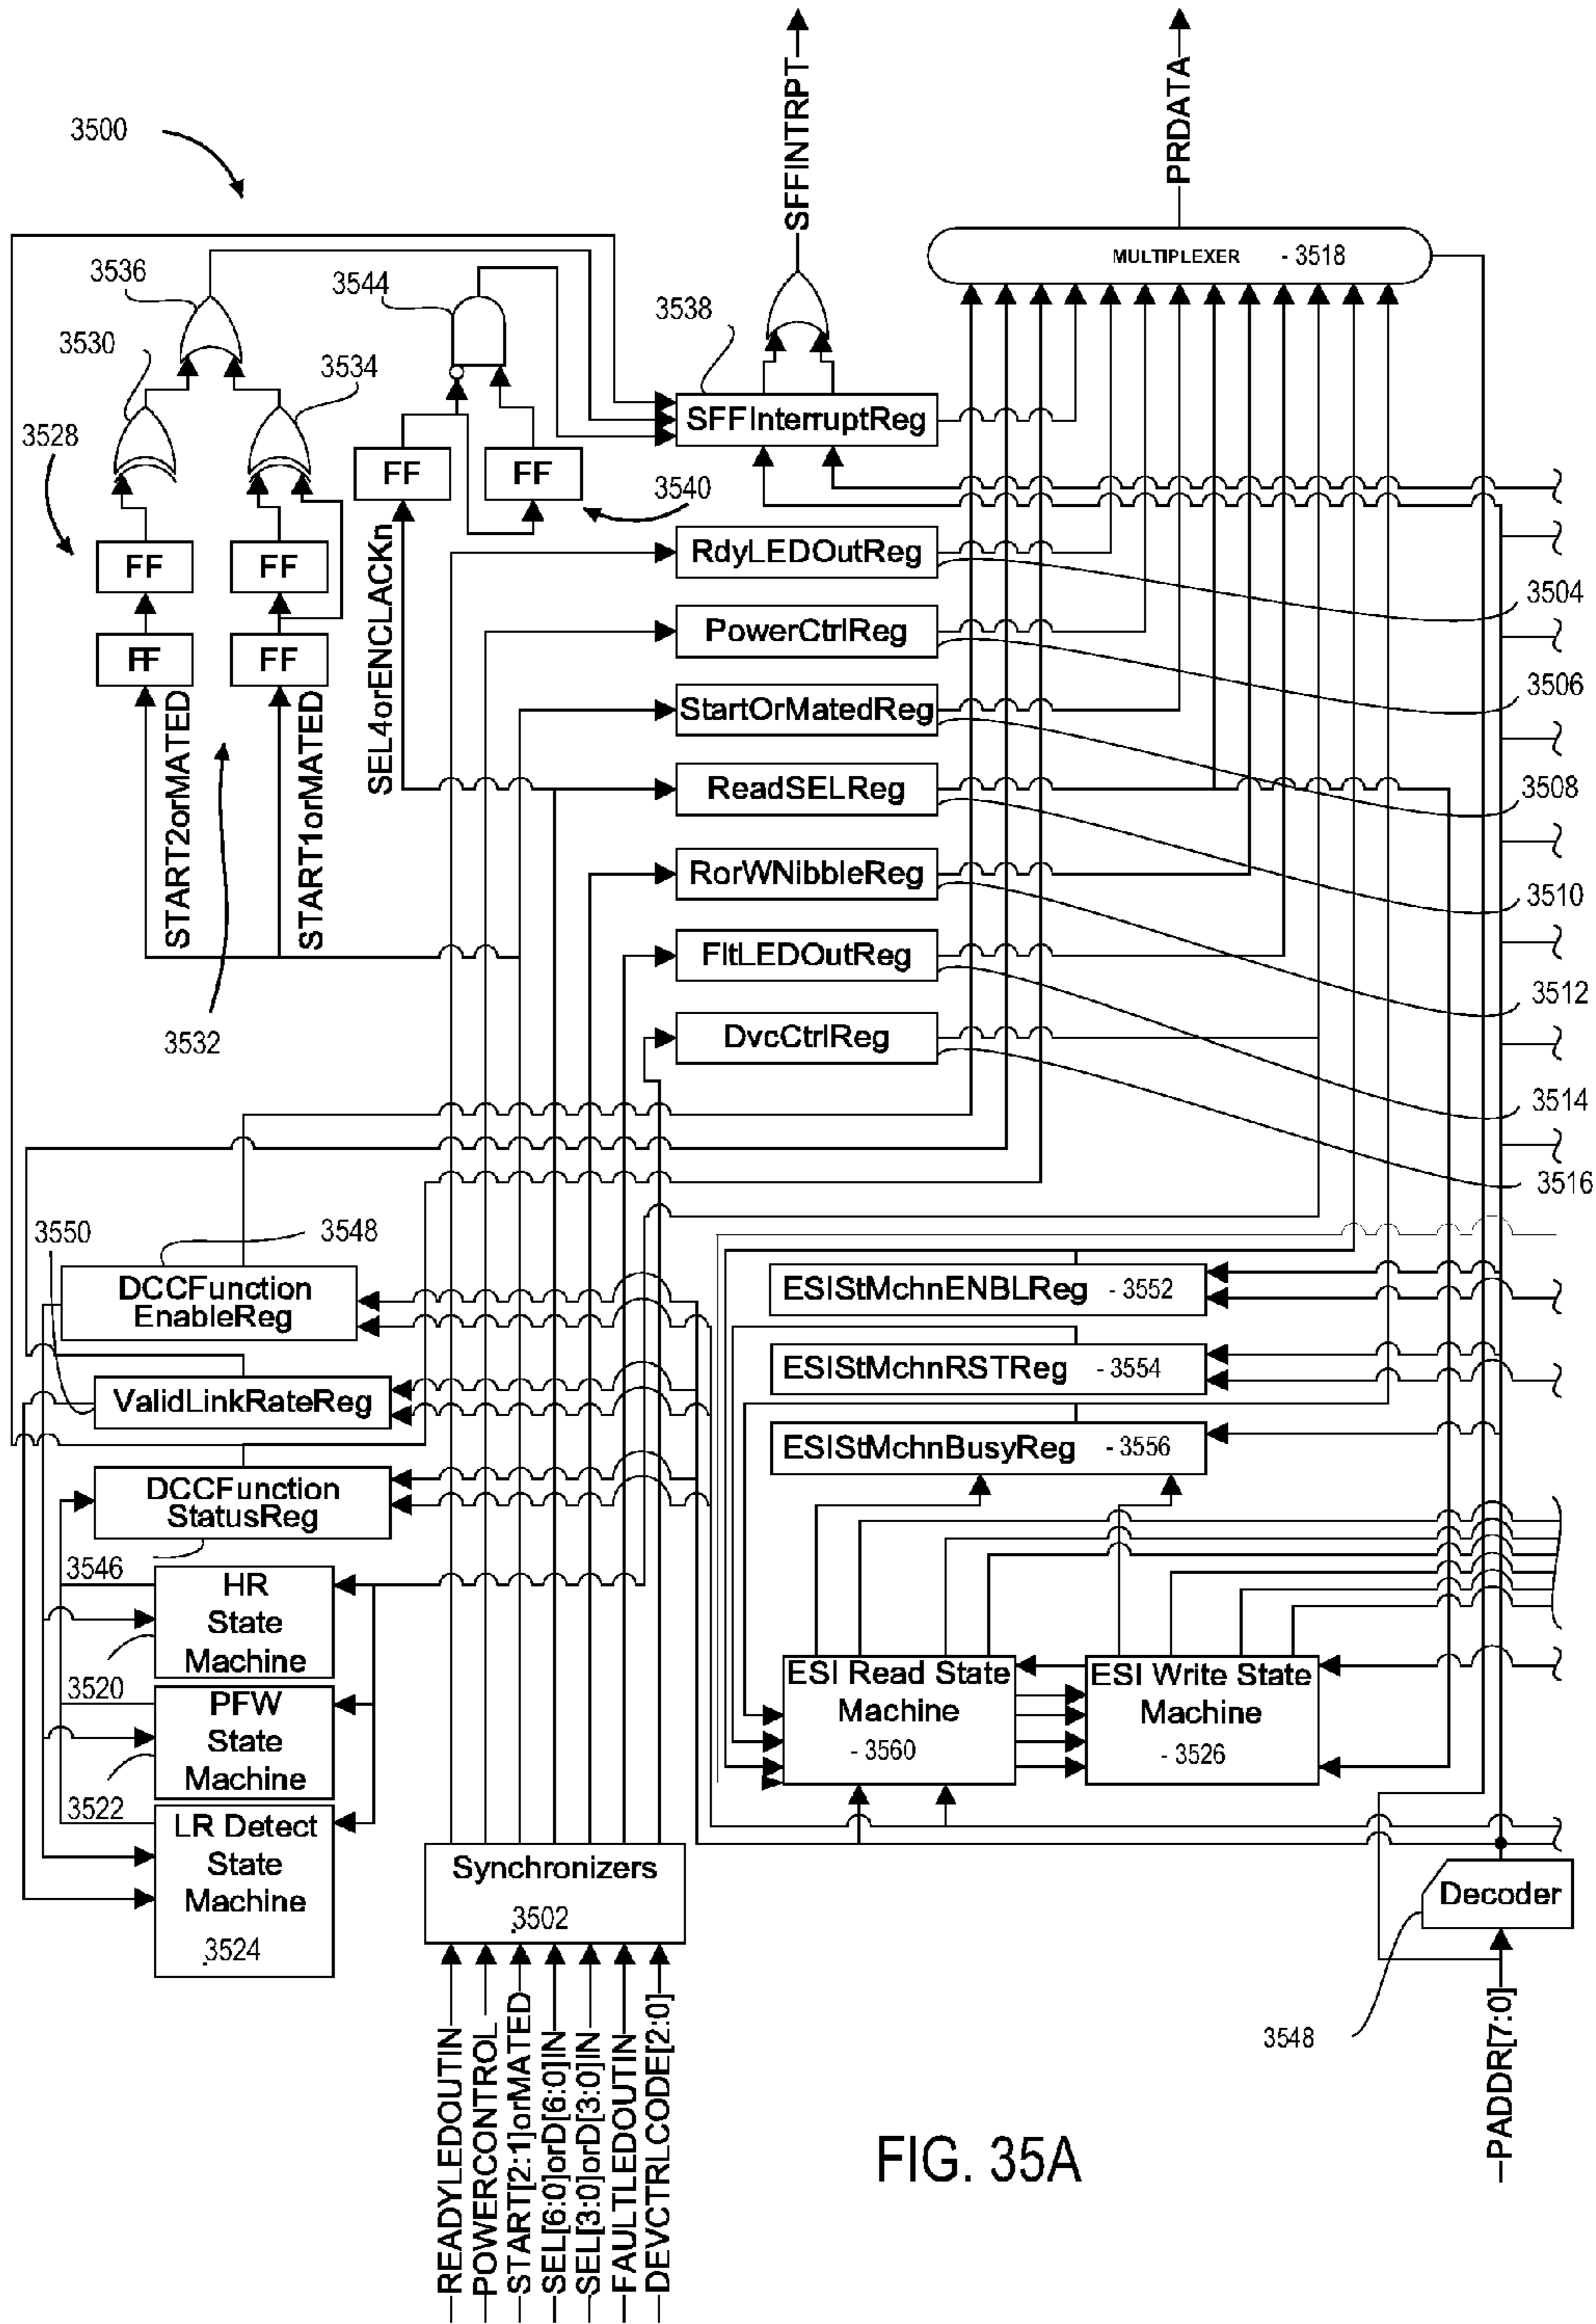 SFFINTRPT
PRDATA
3500
MULTIPLEXER - 3518
3536
3544
3538
3530
3534
SFFInterruptReg
3528
FF
FF
3540
SEL4orENCLACKn
RdyLEDOutReg
FF
FF
3504
PowerCtrlReg
FF
FF
3506
START2orMATED
START1orMATED
StartOrMatedReg
3508
ReadSELReg
3510
RorWNibbleReg
3512
FltLEDOutReg
3532
DvcCtrlReg
3514
3516
3550
3548
DCCFunction
EnableReg
ESIStMchnENBLReg - 3552
ESIStMchnRSTReg - 3554
ValidLinkRateReg
ESIStMchnBusyReg - 3556
DCCFunction
StatusReg
3546
HR
State
Machine
3520
PFW
State
Machine
3522
LR Detect
State
Machine
3524
ESI Read State
Machine
- 3560
ESI Write State
Machine
- 3526
Synchronizers
3502
Decoder
3548
READYLEDOUTIN
POWERCONTROL
START[2:1]orMATED
SEL[6:0]orD[6:0]IN
SEL[3:0]orD[3:0]IN
FAULTLEDOUTIN
DEVCTRLCODE[2:0]
PADDR[7:0]
FIG. 35A